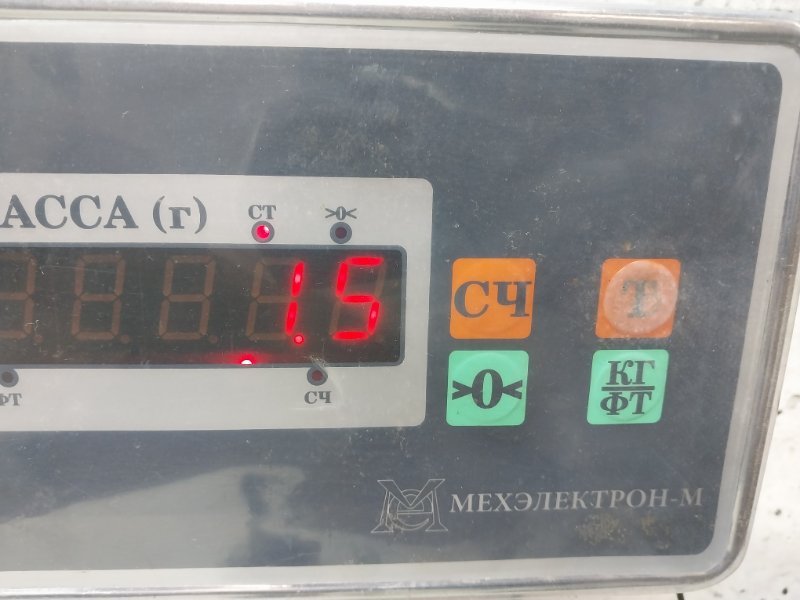 АССА (г)
СТ
>0<
1.5
ФТ
СЧ
СЧ
Т
>0<
КГ
ФТ
МЕХЭЛЕКТРОН-М